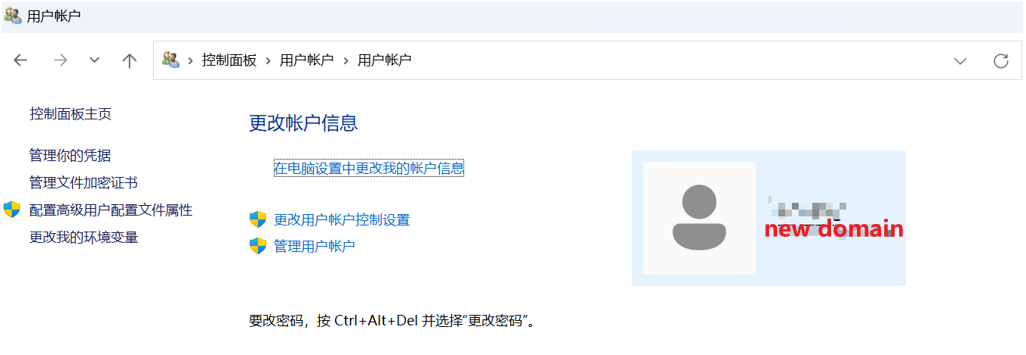 用户帐户
控制面板 > 用户帐户 > 用户帐户
控制面板主页
管理你的凭据
管理文件加密证书
配置高级用户配置文件属性
更改我的环境变量
更改帐户信息
在电脑设置中更改我的帐户信息
更改用户帐户控制设置
管理用户帐户
new domain
要改密码，按 Ctrl+Alt+Del 并选择“更改密码”。